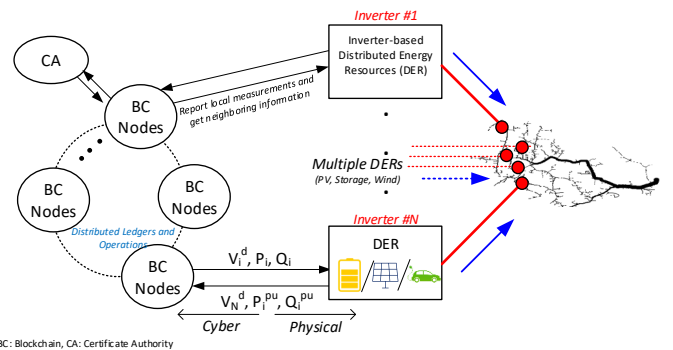 Inverter #1
Inverter-based
Distributed Energy
Resources (DER)
CA
BC
Nodes
Report local measurements and
get neighboring information
Multiple DERs
(PV, Storage, Wind)
BC
Nodes
BC
Nodes
Distributed Ledgers and
Operations
Inverter #N
DER
BC
Nodes
V_i^d, P_i, Q_i
V_N^d, P_i^pu, Q_i^pu
Cyber
Physical
BC: Blockchain, CA: Certificate Authority